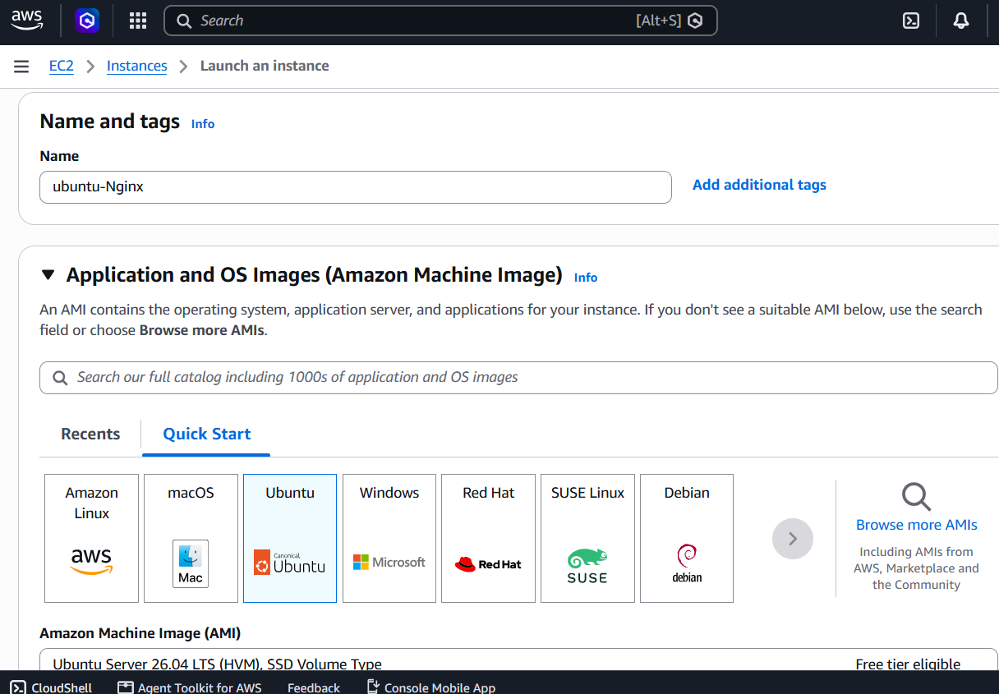 aws
Search
[Alt+S]
EC2 > Instances > Launch an instance
Name and tags Info
Name
ubuntu-Nginx
Add additional tags
Application and OS Images (Amazon Machine Image) Info
An AMI contains the operating system, application server, and applications for your instance. If you don't see a suitable AMI below, use the search
field or choose Browse more AMIs.
Search our full catalog including 1000s of application and OS images
Recents
Quick Start
Amazon
Linux
aws
macOS
Mac
Ubuntu
Canonical
Ubuntu
Windows
Microsoft
Red Hat
Red Hat
SUSE Linux
SUSE
Debian
debian
Browse more AMIs
Including AMIs from
AWS, Marketplace and
the Community
Amazon Machine Image (AMI)
Ubuntu Server 26.04 LTS (HVM), SSD Volume Type
Free tier eligible
CloudShell
Agent Toolkit for AWS
Feedback
Console Mobile App